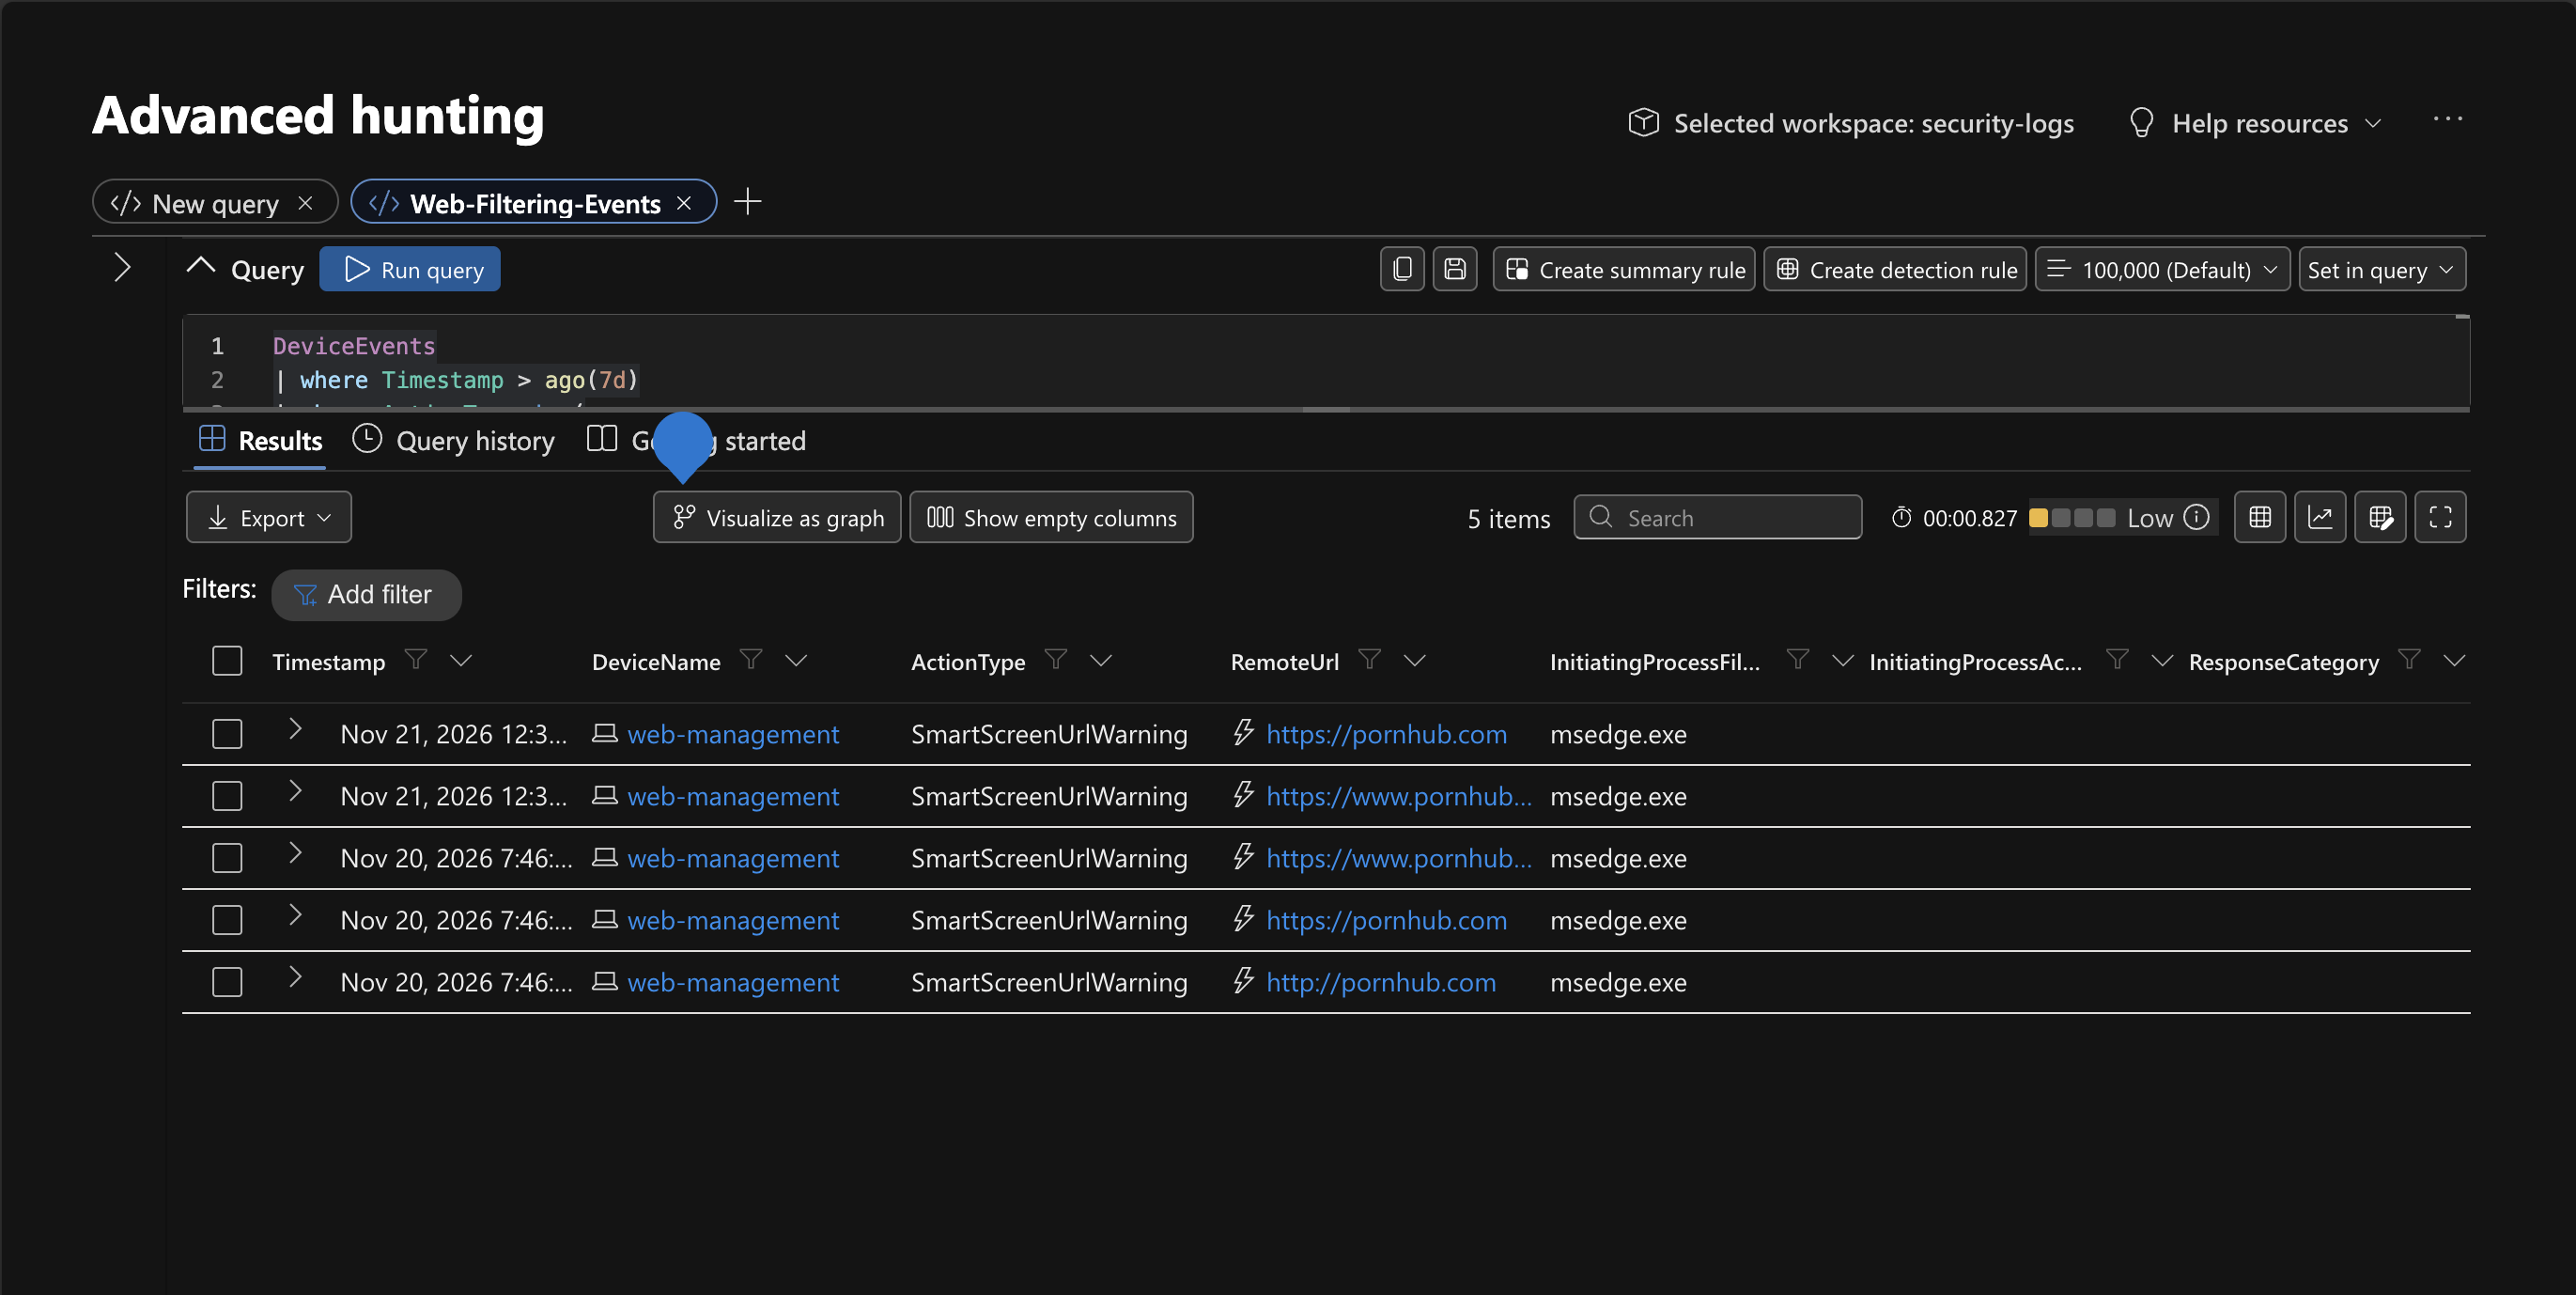 Advanced hunting
Selected workspace: security-logs
Help resources
New query
Web-Filtering-Events
Query
Run query
Create summary rule
Create detection rule
100,000 (Default)
Set in query
1 DeviceEvents
2 | where Timestamp > ago(7d)
Results
Query history
started
Export
Visualize as graph
Show empty columns
5 items
Search
00:00.827
Low
Filters:
Add filter
Timestamp DeviceName ActionType RemoteUrl InitiatingProcessFil... InitiatingProcessAc... ResponseCategory
Nov 21, 2026 12:3... web-management SmartScreenUrlWarning https://pornhub.com msedge.exe
Nov 21, 2026 12:3... web-management SmartScreenUrlWarning https://www.pornhub... msedge.exe
Nov 20, 2026 7:46:... web-management SmartScreenUrlWarning https://www.pornhub... msedge.exe
Nov 20, 2026 7:46:... web-management SmartScreenUrlWarning https://pornhub.com msedge.exe
Nov 20, 2026 7:46:... web-management SmartScreenUrlWarning http://pornhub.com msedge.exe